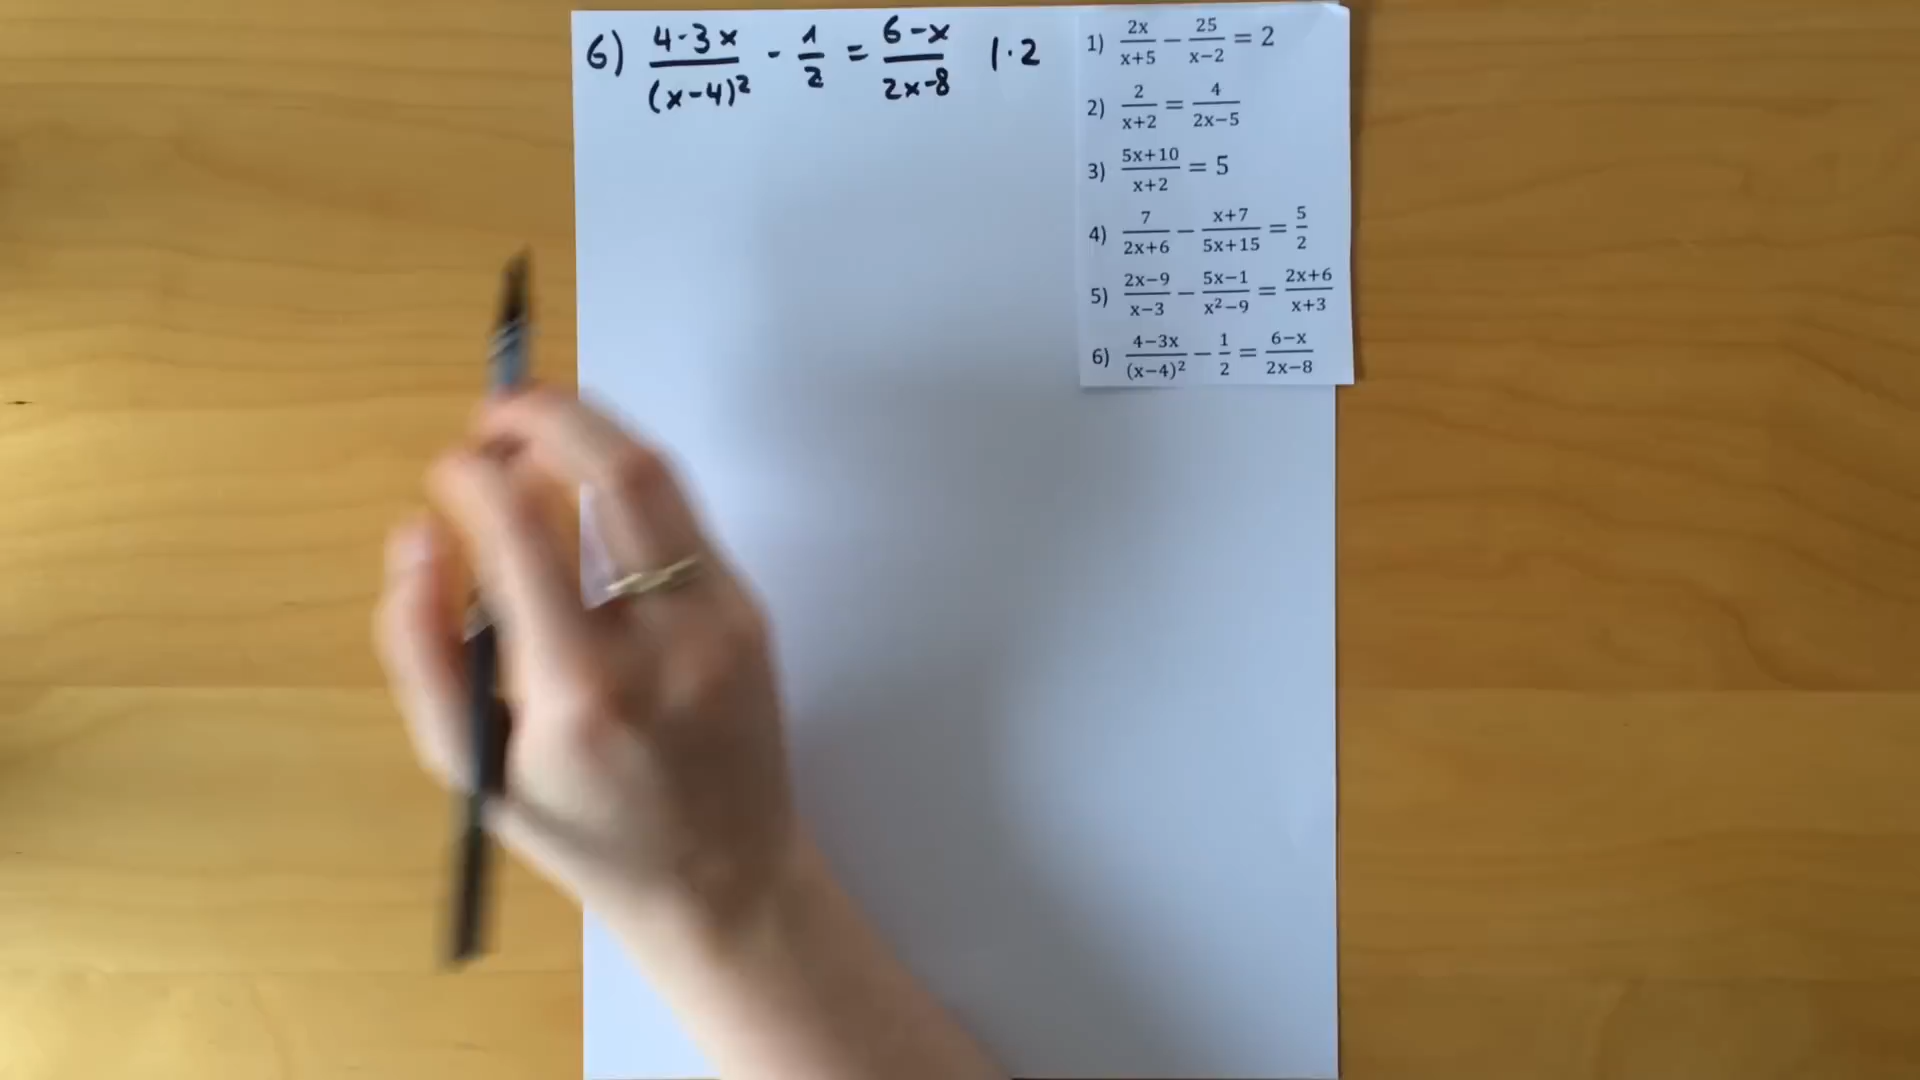 6) (4-3x)/(x-4)² - 1/2 = (6-x)/(2x-8) |·2
1) 2x/(x+5) − 25/(x−2) = 2
2) 2/(x+2) = 4/(2x−5)
3) (5x+10)/(x+2) = 5
4) 7/(2x+6) − (x+7)/(5x+15) = 5/2
5) (2x−9)/(x−3) − (5x−1)/(x²−9) = (2x+6)/(x+3)
6) (4−3x)/(x−4)² − 1/2 = (6−x)/(2x−8)